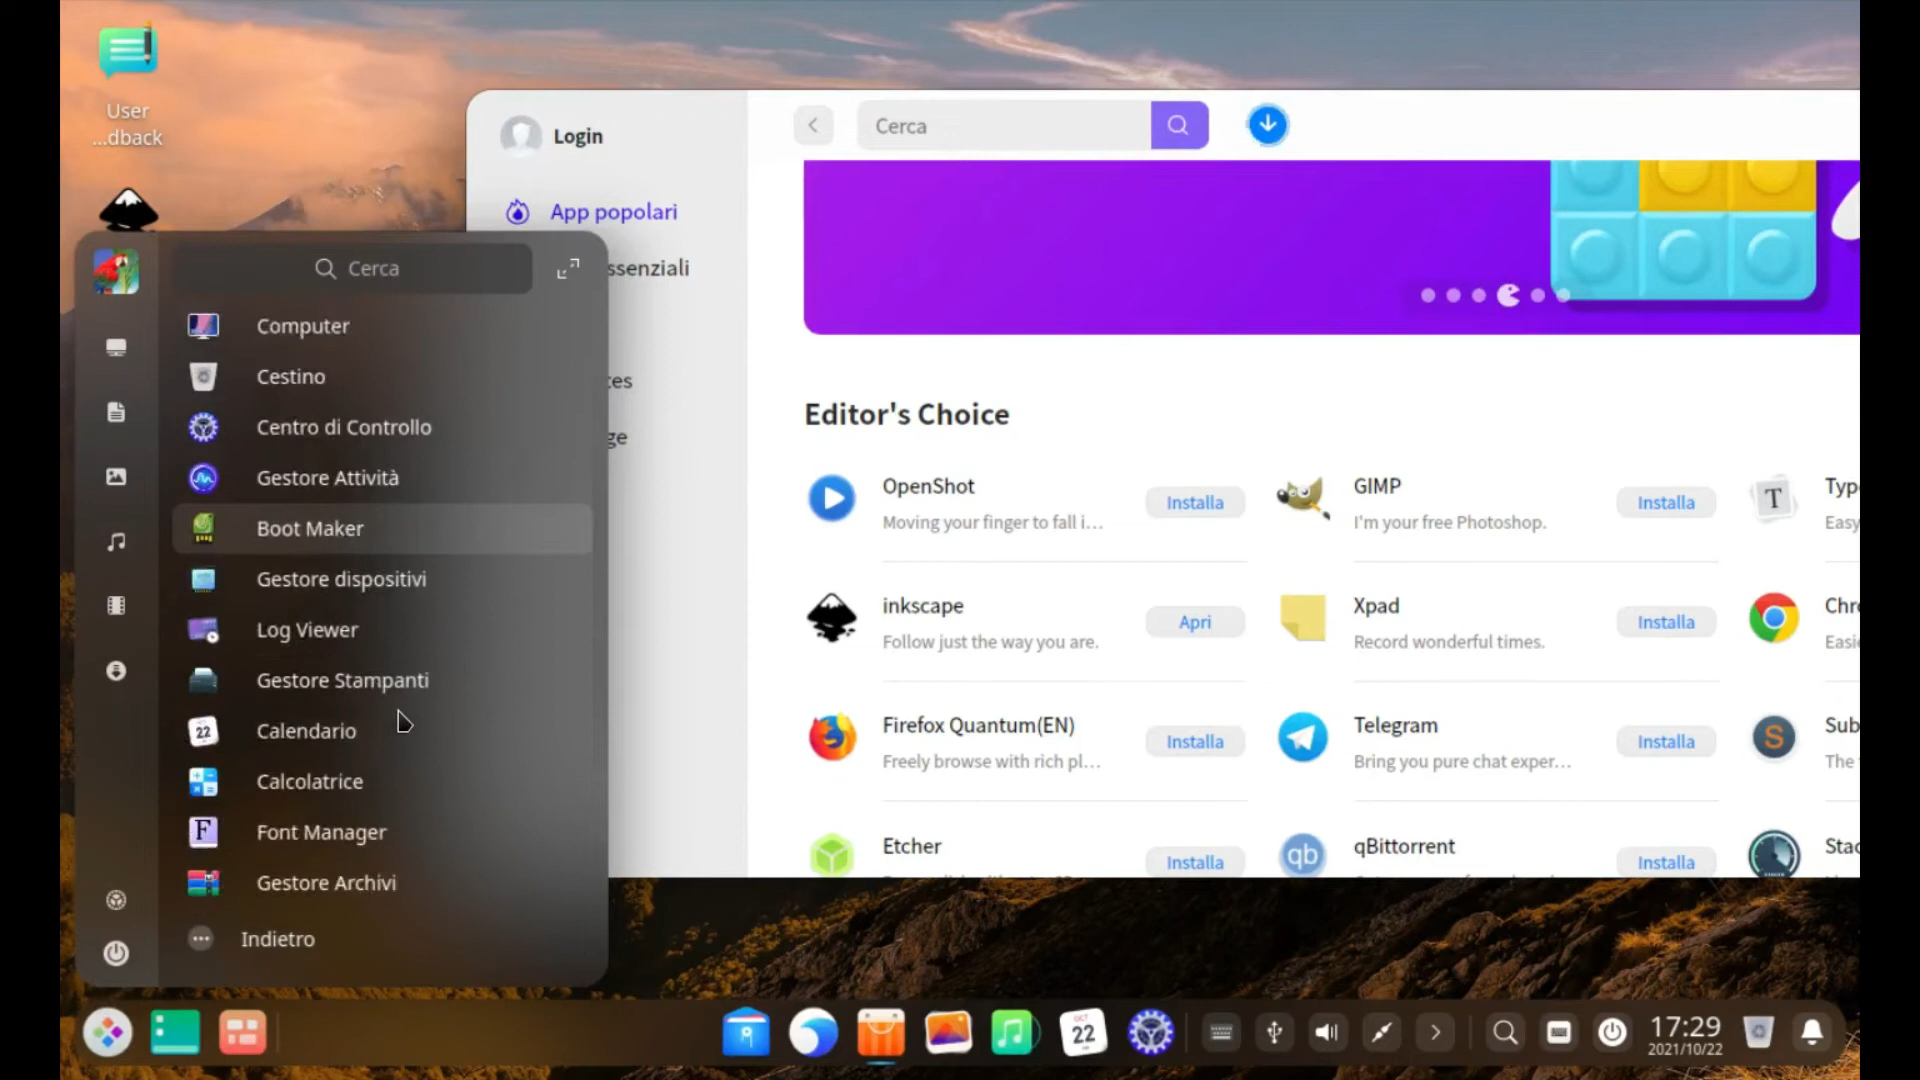 User
...dback
Login
App popolari
ssenziali
ges
ge
Cerca
Computer
Cestino
Centro di Controllo
Gestore Attività
Boot Maker
Gestore dispositivi
Log Viewer
Gestore Stampanti
Calendario
Calcolatrice
Font Manager
Gestore Archivi
Indietro
Cerca
Editor's Choice
OpenShot
Moving your finger to fall i...
Installa
GIMP
I'm your free Photoshop.
Installa
Typ
Easy
inkscape
Follow just the way you are.
Apri
Xpad
Record wonderful times.
Installa
Chr
Easie
Firefox Quantum(EN)
Freely browse with rich pl...
Installa
Telegram
Bring you pure chat exper...
Installa
Sub
The
Etcher
Installa
qBittorrent
Installa
Stac
OCT
22
17:29
2021/10/22